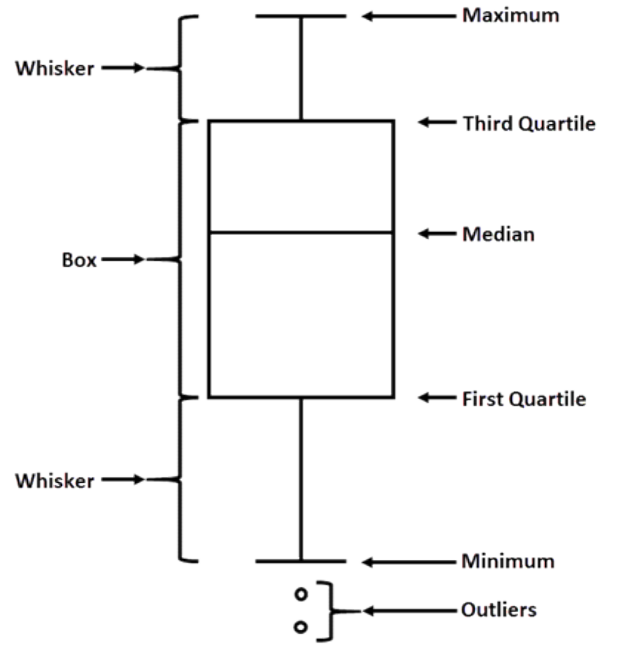 Maximum
Whisker
Third Quartile
Median
Box
First Quartile
Whisker
Minimum
Outliers